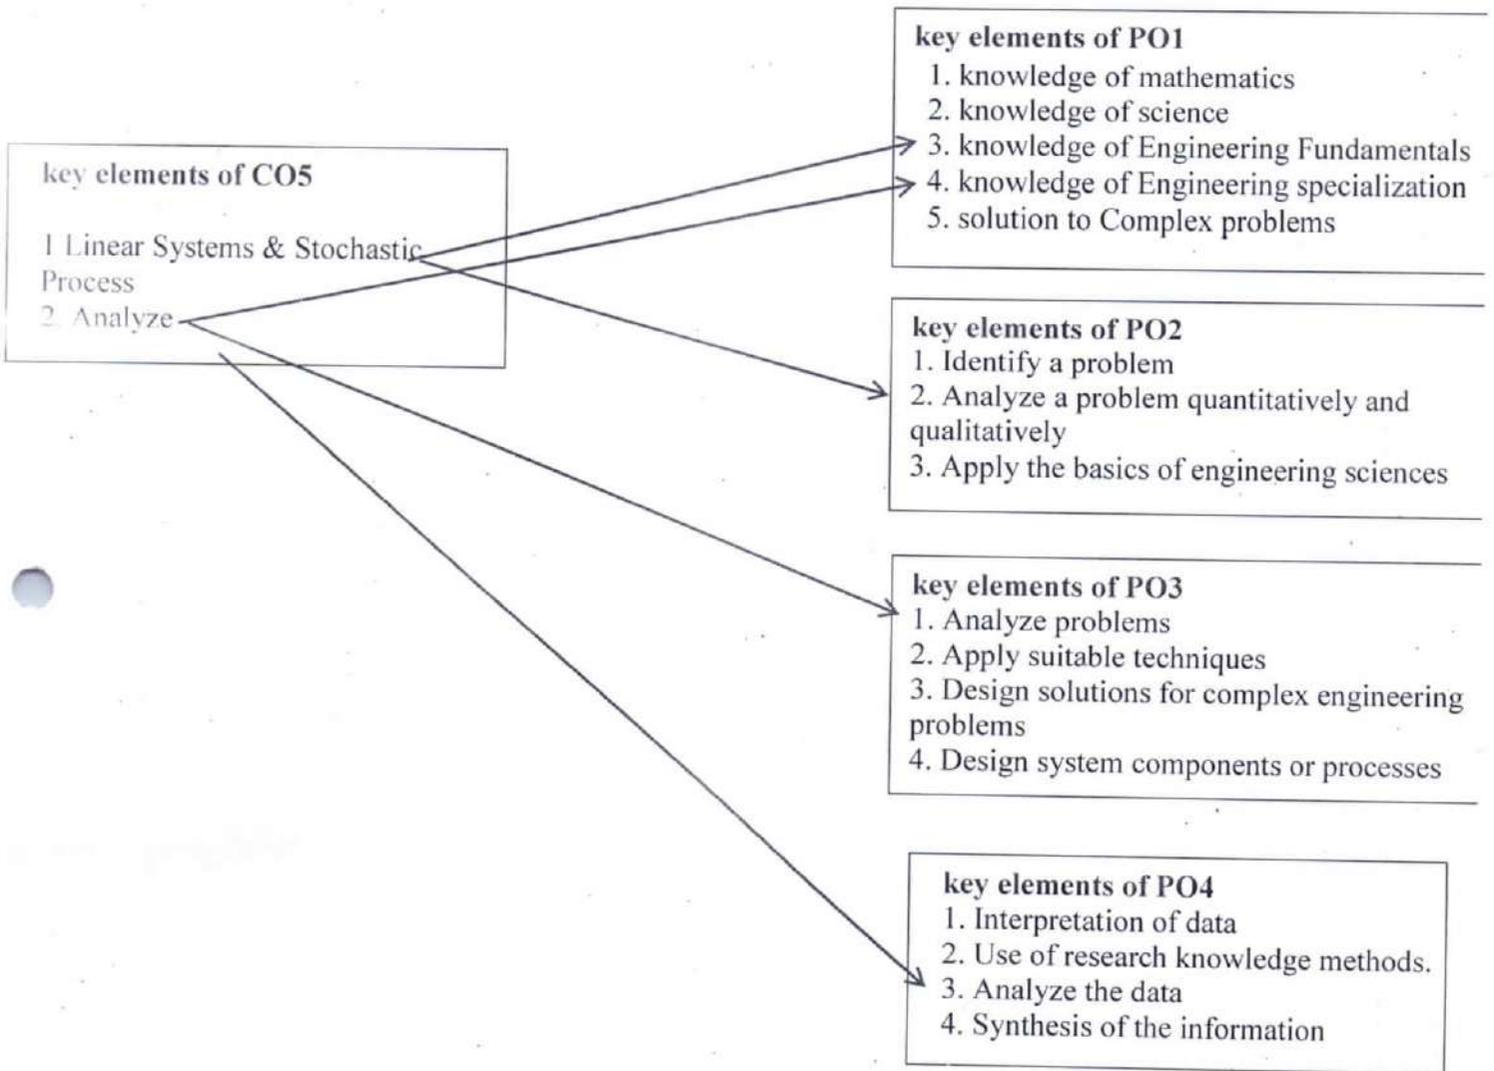 key elements of PO1
1. knowledge of mathematics
2. knowledge of science
3. knowledge of Engineering Fundamentals
4. knowledge of Engineering specialization
5. solution to Complex problems
key elements of CO5
1 Linear Systems & Stochastic
Process
2. Analyze
key elements of PO2
1. Identify a problem
2. Analyze a problem quantitatively and
qualitatively
3. Apply the basics of engineering sciences
key elements of PO3
1. Analyze problems
2. Apply suitable techniques
3. Design solutions for complex engineering
problems
4. Design system components or processes
key elements of PO4
1. Interpretation of data
2. Use of research knowledge methods.
3. Analyze the data
4. Synthesis of the information